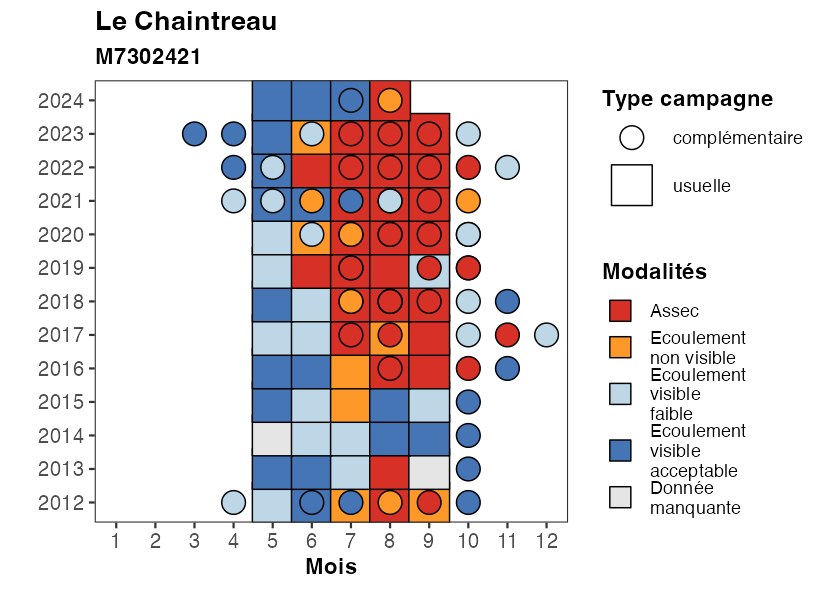 Le Chaintreau
M7302421
2024
2023
2022
2021
2020
2019
2018
2017
2016
2015
2014
2013
2012
1 2 3 4 5 6 7 8 9 10 11 12
Mois
Type campagne
complémentaire
usuelle
Modalités
Assec
Ecoulement
non visible
Ecoulement
visible
faible
Ecoulement
visible
acceptable
Donnée
manquante